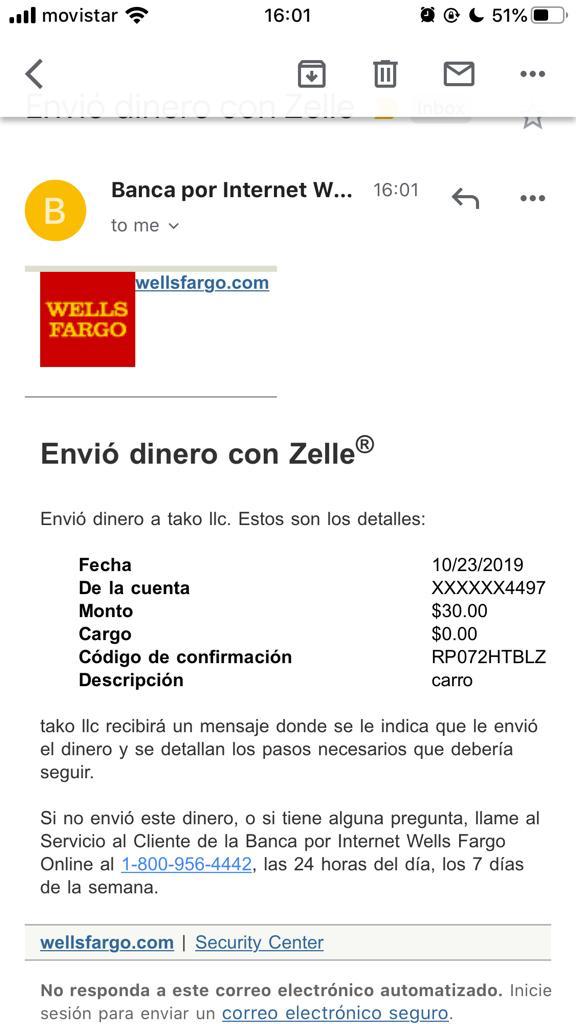 movistar 16:01 51%
Envió dinero con Zelle Inbox
B
Banca por Internet W... 16:01
to me
WELLS
FARGO
wellsfargo.com
Envió dinero con Zelle®
Envió dinero a tako llc. Estos son los detalles:
Fecha 10/23/2019
De la cuenta XXXXXX4497
Monto $30.00
Cargo $0.00
Código de confirmación RP072HTBLZ
Descripción carro
tako llc recibirá un mensaje donde se le indica que le envió
el dinero y se detallan los pasos necesarios que debería
seguir.
Si no envió este dinero, o si tiene alguna pregunta, llame al
Servicio al Cliente de la Banca por Internet Wells Fargo
Online al 1-800-956-4442, las 24 horas del día, los 7 días
de la semana.
wellsfargo.com | Security Center
No responda a este correo electrónico automatizado. Inicie
sesión para enviar un correo electrónico seguro.